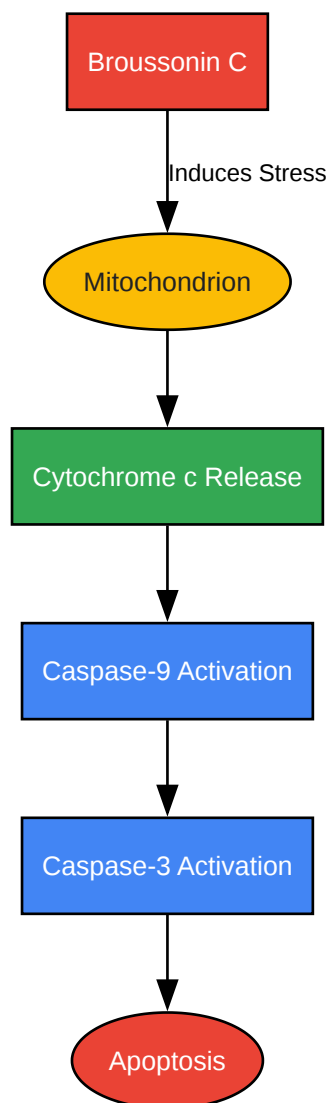 Broussonin C
Induces Stress
Mitochondrion
Cytochrome c Release
Caspase-9 Activation
Caspase-3 Activation
Apoptosis